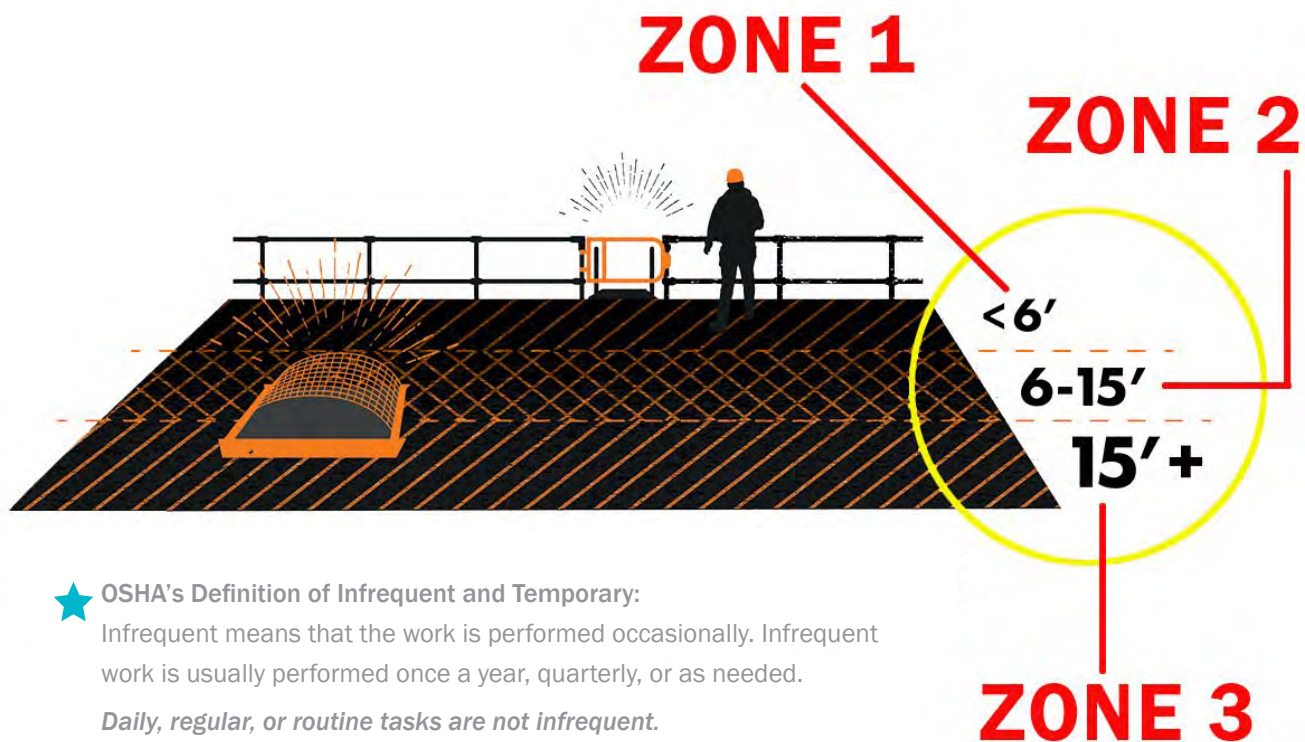 ZONE 1
ZONE 2
<6′
6-15′
15′+
OSHA’s Definition of Infrequent and Temporary:
Infrequent means that the work is performed occasionally. Infrequent
work is usually performed once a year, quarterly, or as needed.
Daily, regular, or routine tasks are not infrequent.
ZONE 3